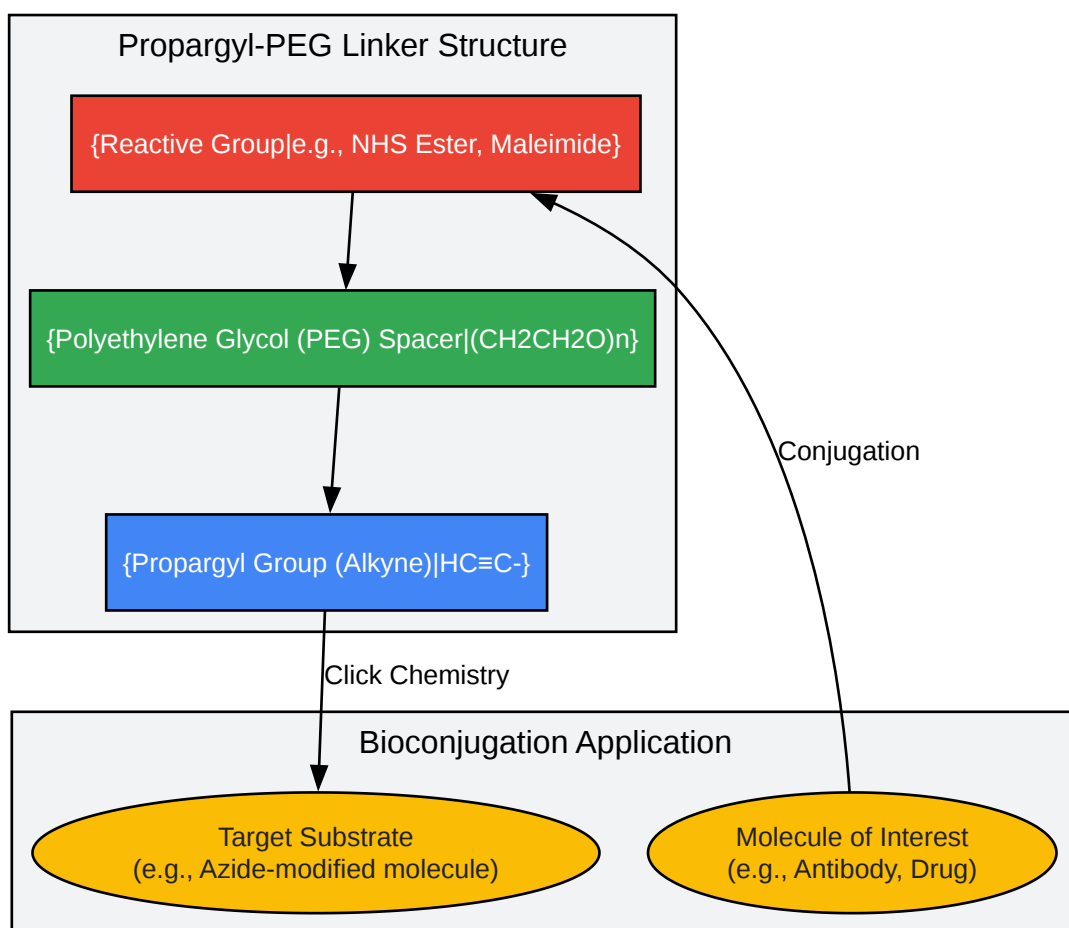 Propargyl-PEG Linker Structure
{Reactive Group|e.g., NHS Ester, Maleimide}
{Polyethylene Glycol (PEG) Spacer|(CH2CH2O)n}
Conjugation
{Propargyl Group (Alkyne)|HC≡C-}
Click Chemistry
Bioconjugation Application
Target Substrate
(e.g., Azide-modified molecule)
Molecule of Interest
(e.g., Antibody, Drug)